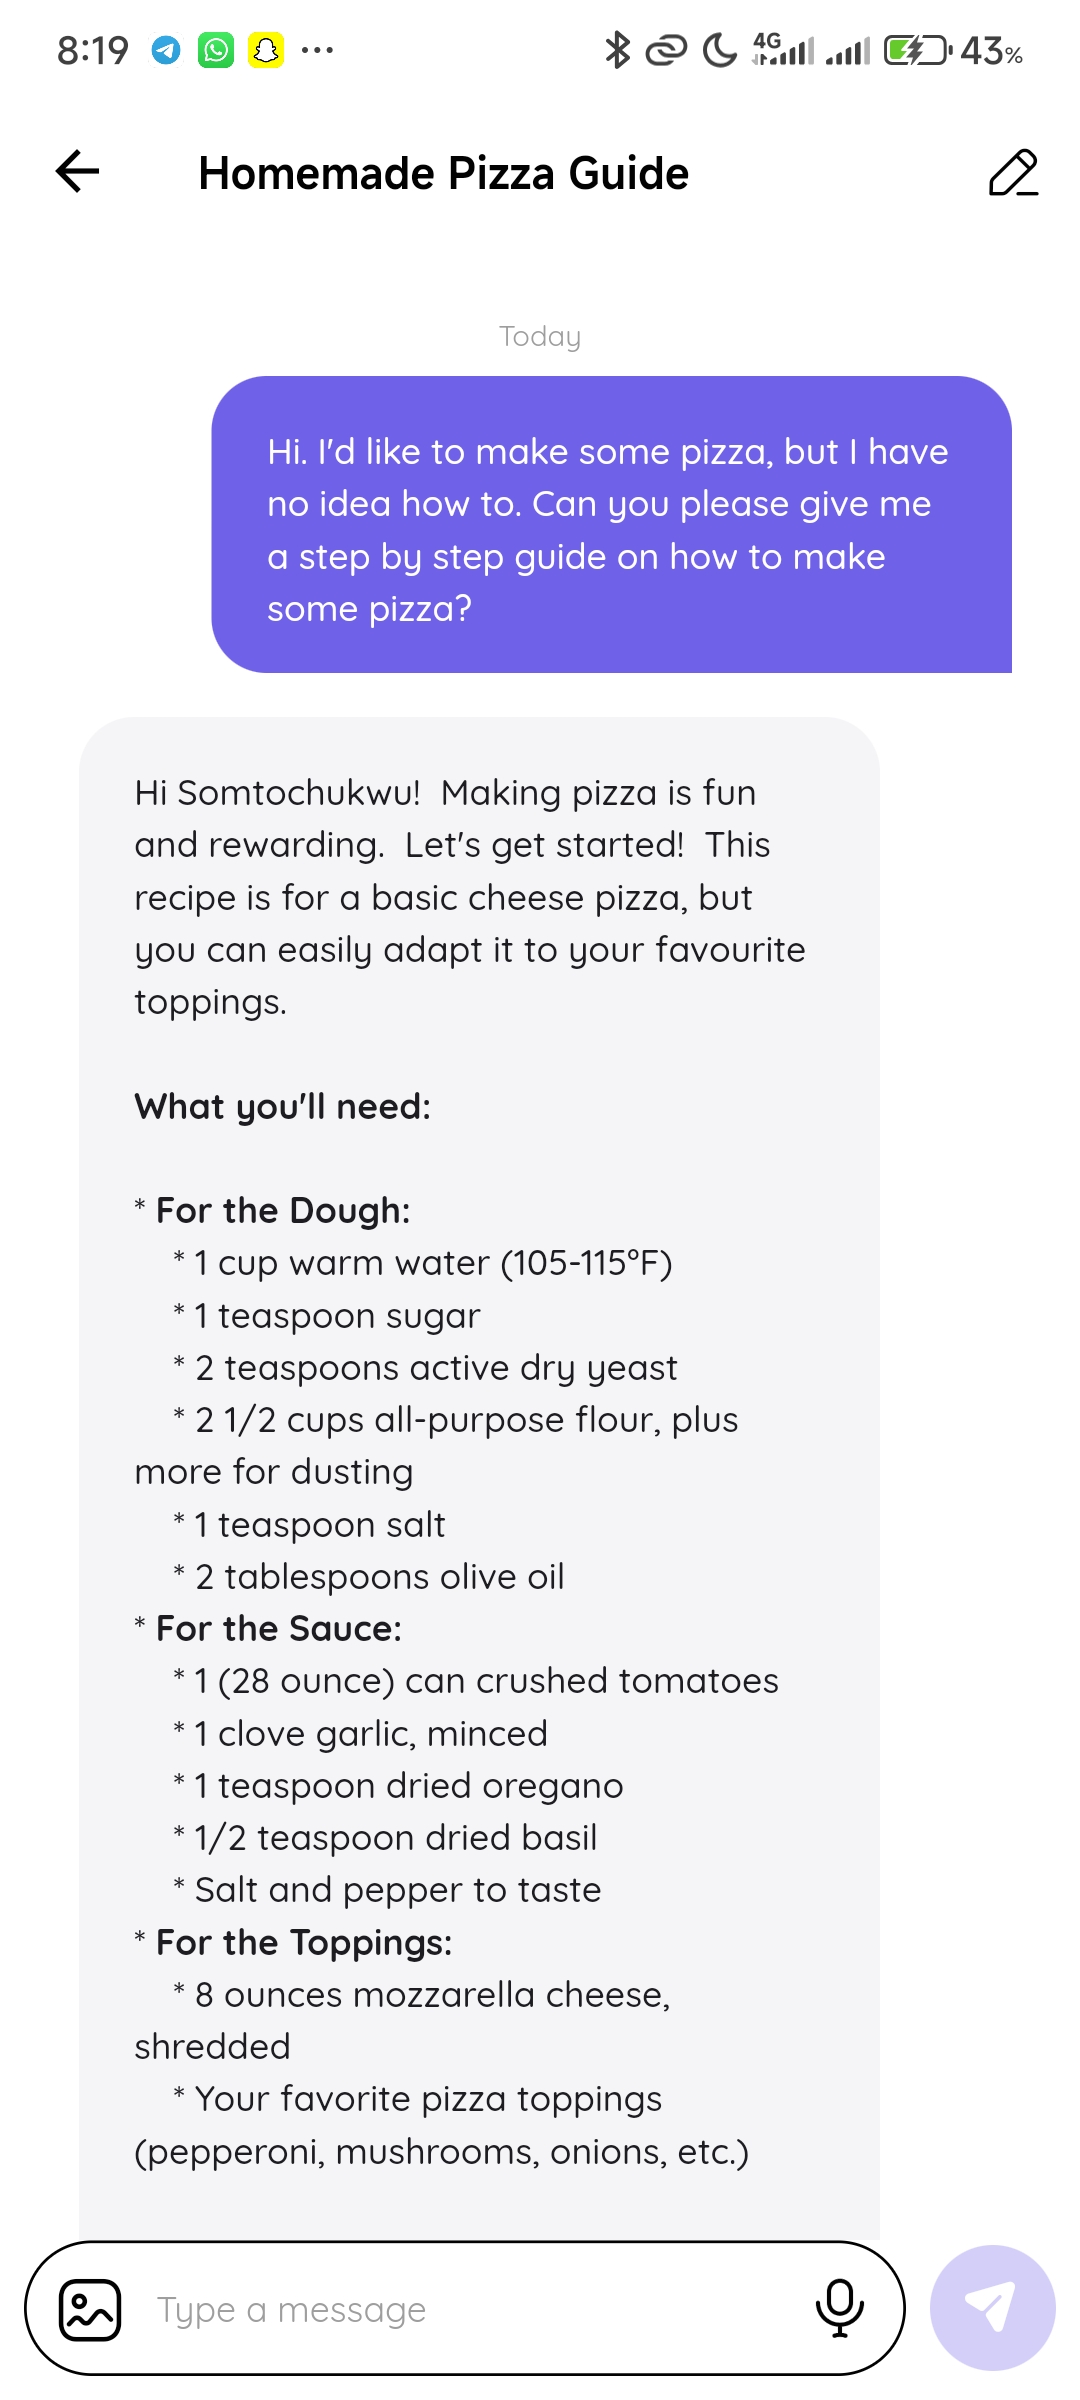 8:19 ... 4G 43%
Homemade Pizza Guide
Today
Hi. I'd like to make some pizza, but I have
no idea how to. Can you please give me
a step by step guide on how to make
some pizza?
Hi Somtochukwu!  Making pizza is fun
and rewarding.  Let's get started!  This
recipe is for a basic cheese pizza, but
you can easily adapt it to your favourite
toppings.
What you'll need:
* For the Dough:
* 1 cup warm water (105-115°F)
* 1 teaspoon sugar
* 2 teaspoons active dry yeast
* 2 1/2 cups all-purpose flour, plus
more for dusting
* 1 teaspoon salt
* 2 tablespoons olive oil
* For the Sauce:
* 1 (28 ounce) can crushed tomatoes
* 1 clove garlic, minced
* 1 teaspoon dried oregano
* 1/2 teaspoon dried basil
* Salt and pepper to taste
* For the Toppings:
* 8 ounces mozzarella cheese,
shredded
* Your favorite pizza toppings
(pepperoni, mushrooms, onions, etc.)
Type a message